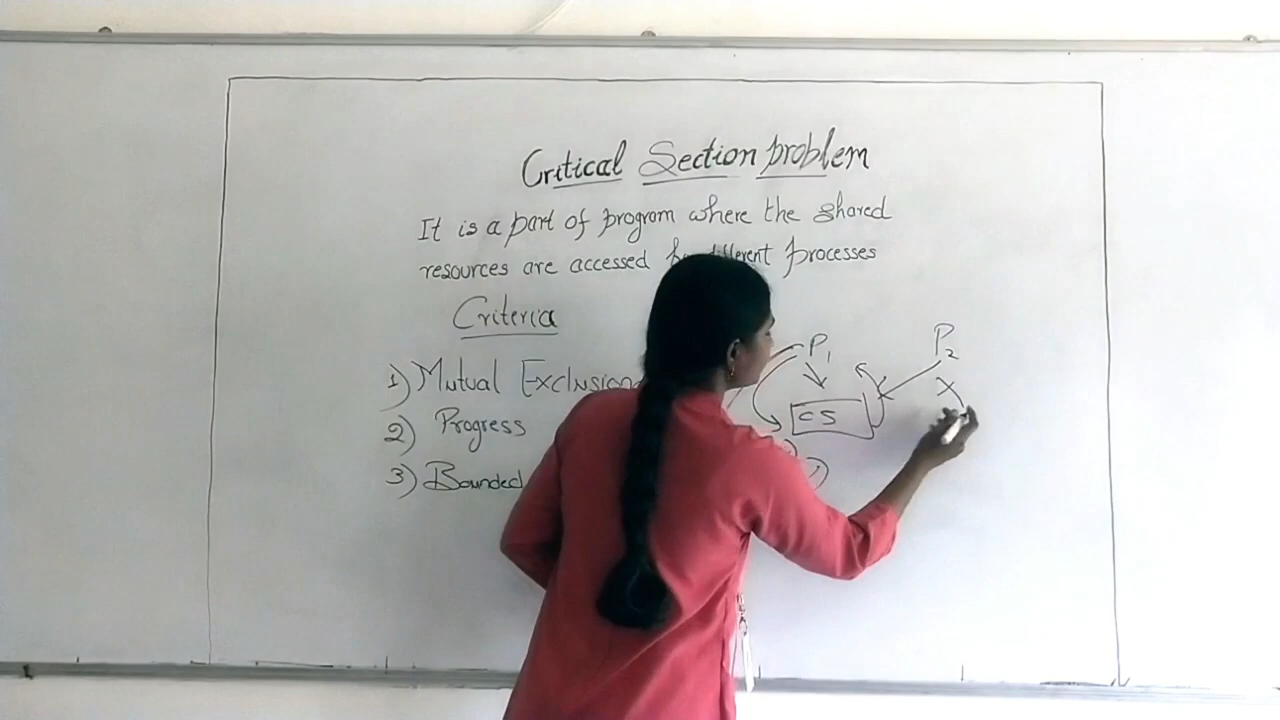 Critical Section problem
It is a part of program where the shared
resources are accessed different processes
Criteria
1) Mutual Exclusion
2) Progress
3) Bounded
P1
P2
CS